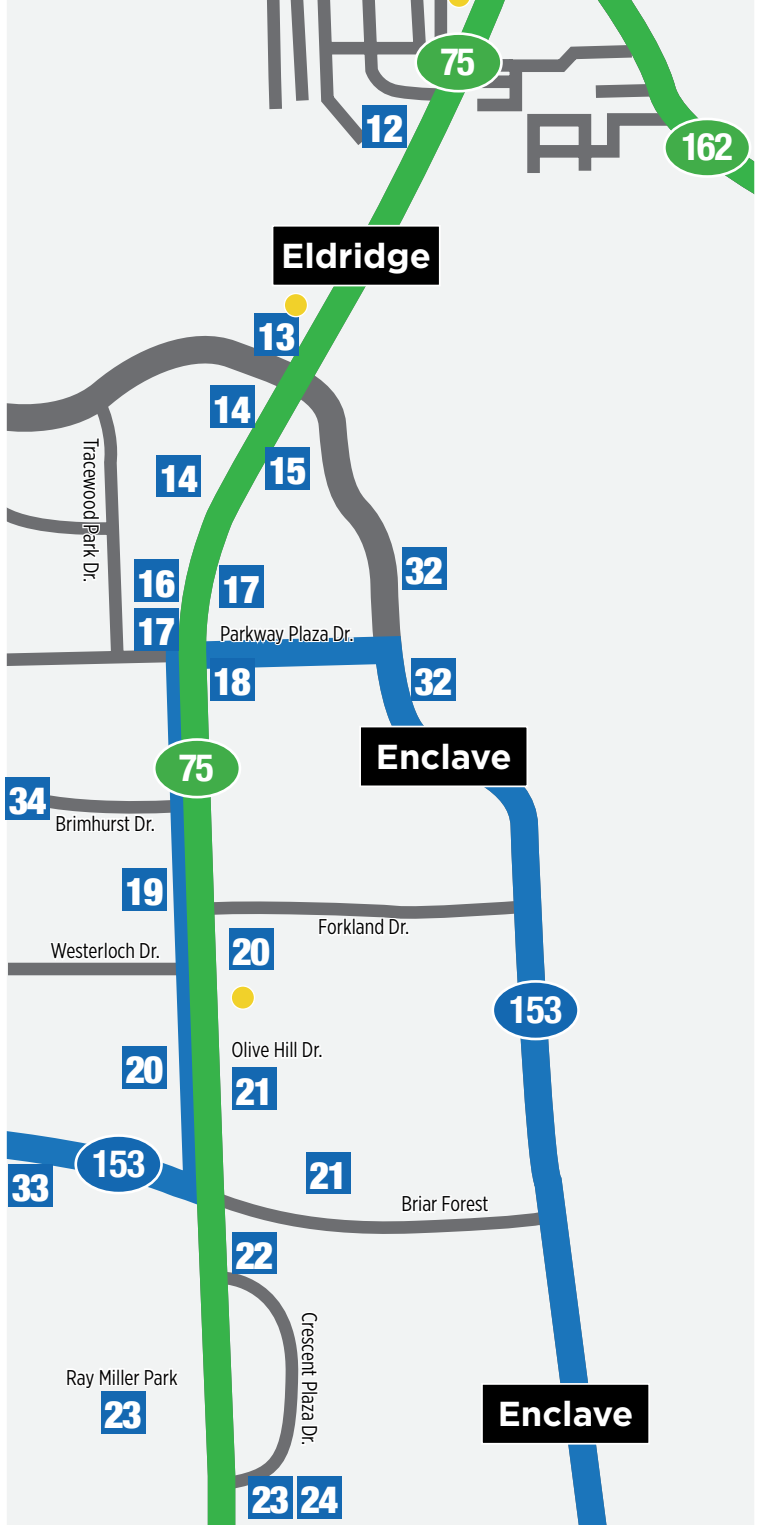 75
12
162
Eldridge
13
14
Tracewood Park Dr.
14
15
16
17
32
17
Parkway Plaza Dr.
18
32
Enclave
75
34
Brimhurst Dr.
19
Forkland Dr.
20
Westerloch Dr.
153
Olive Hill Dr.
20
21
153
33
21
Briar Forest
22
Crescent Plaza Dr.
Ray Miller Park
23
Enclave
23 24